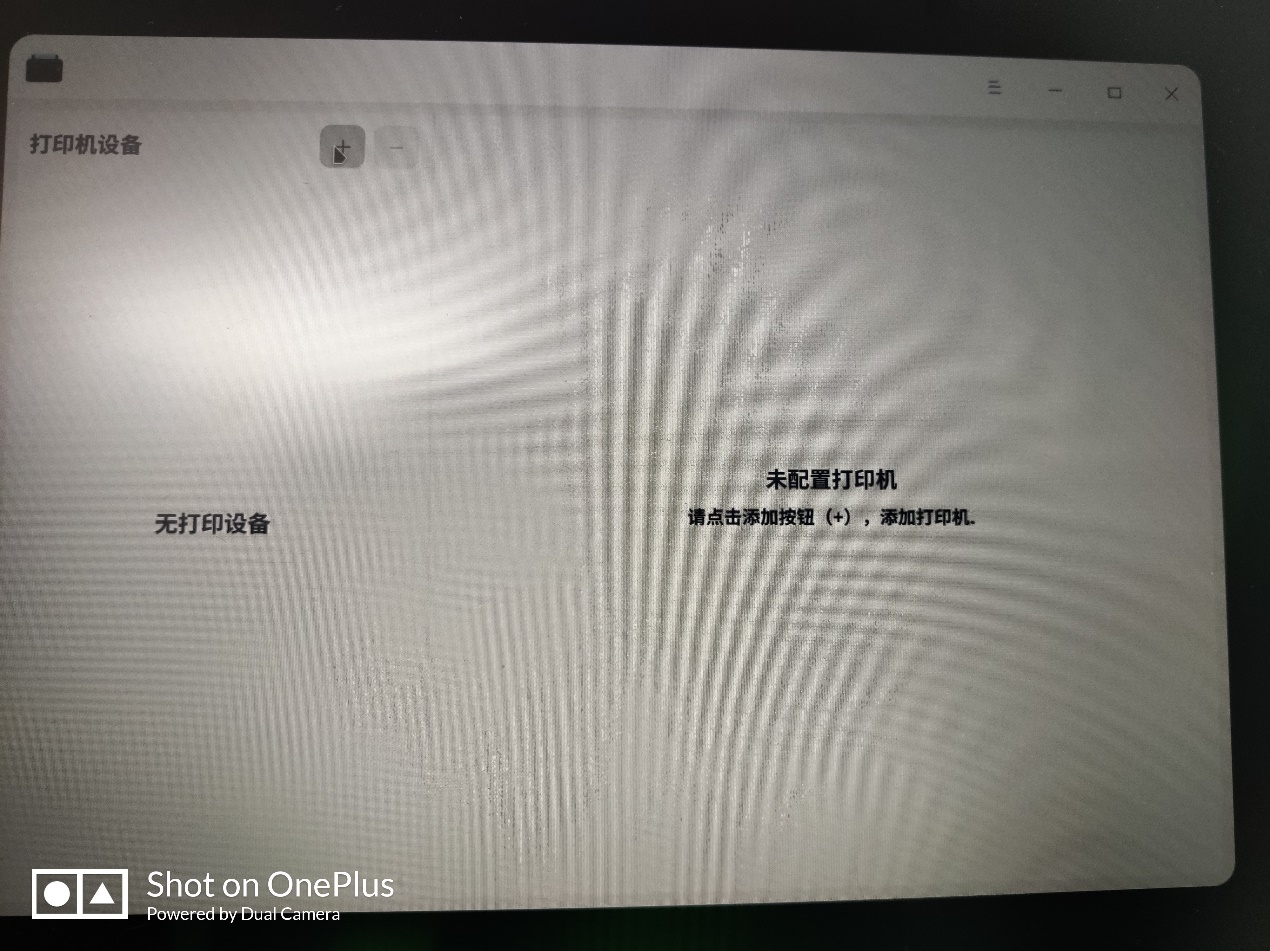 打印机设备
无打印设备
未配置打印机
请点击添加按钮（+），添加打印机.
Shot on OnePlus
Powered by Dual Camera